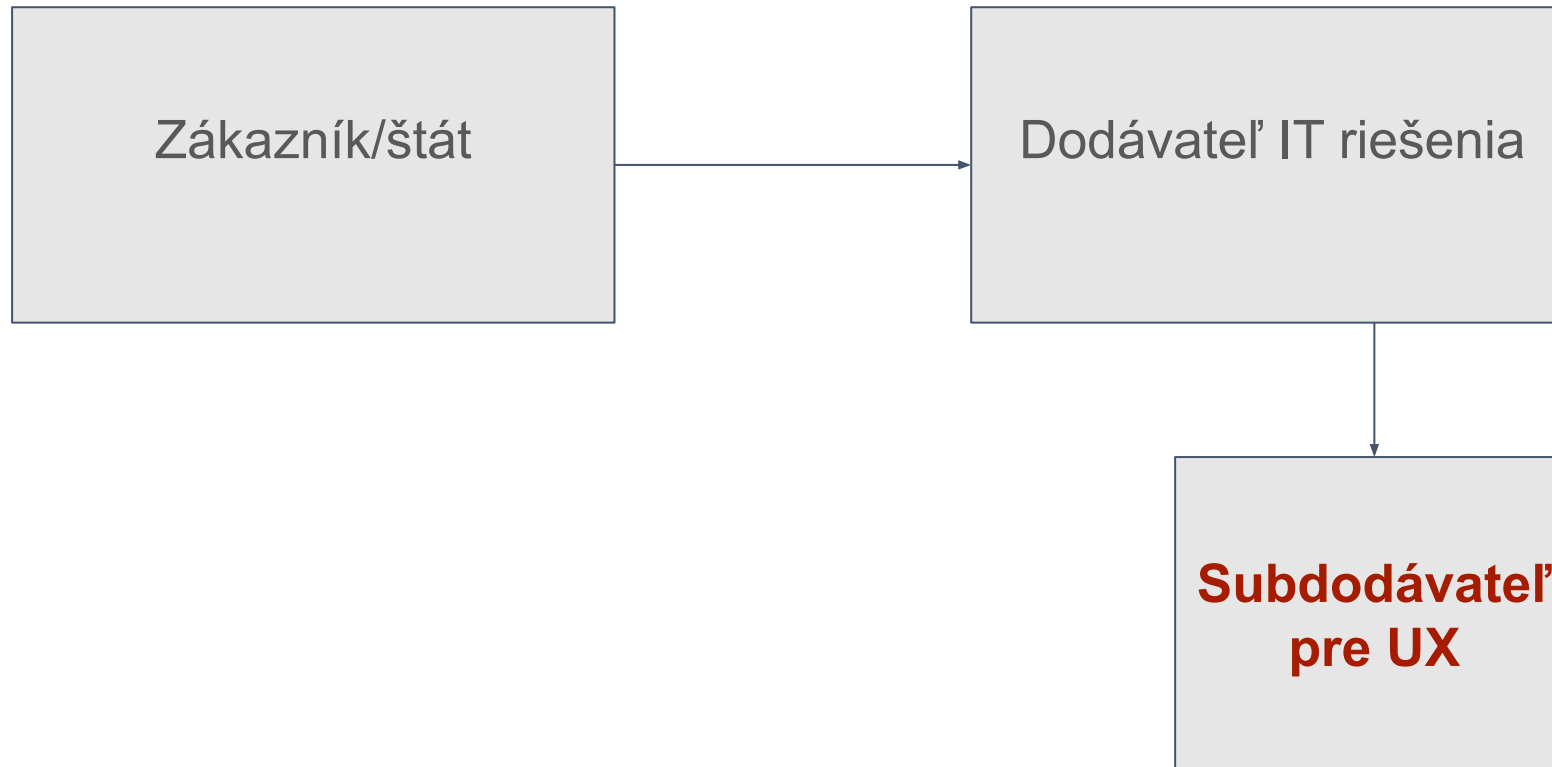 Zákazník/štát
Dodávateľ IT riešenia
Subdodávateľ
pre UX